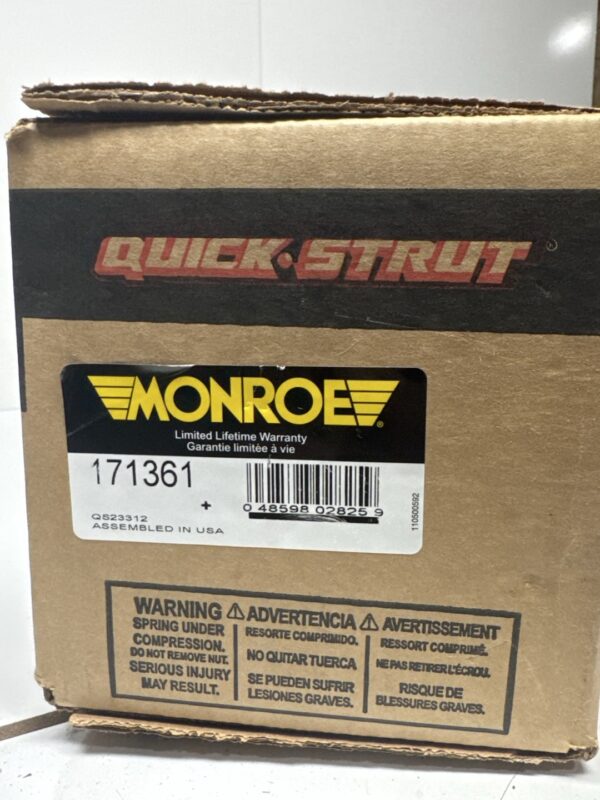 QUICK-STRUT®
MONROE®
Limited Lifetime Warranty
Garantie limitée à vie
171361
+
0 48598 02825 9
QS23312
ASSEMBLED IN USA
110500592
WARNING
SPRING UNDER
COMPRESSION.
DO NOT REMOVE NUT.
SERIOUS INJURY
MAY RESULT.
ADVERTENCIA
RESORTE COMPRIMIDO.
NO QUITAR TUERCA
SE PUEDEN SUFRIR
LESIONES GRAVES.
AVERTISSEMENT
RESSORT COMPRIMÉ.
NE PAS RETIRER L'ÉCROU.
RISQUE DE
BLESSURES GRAVES.